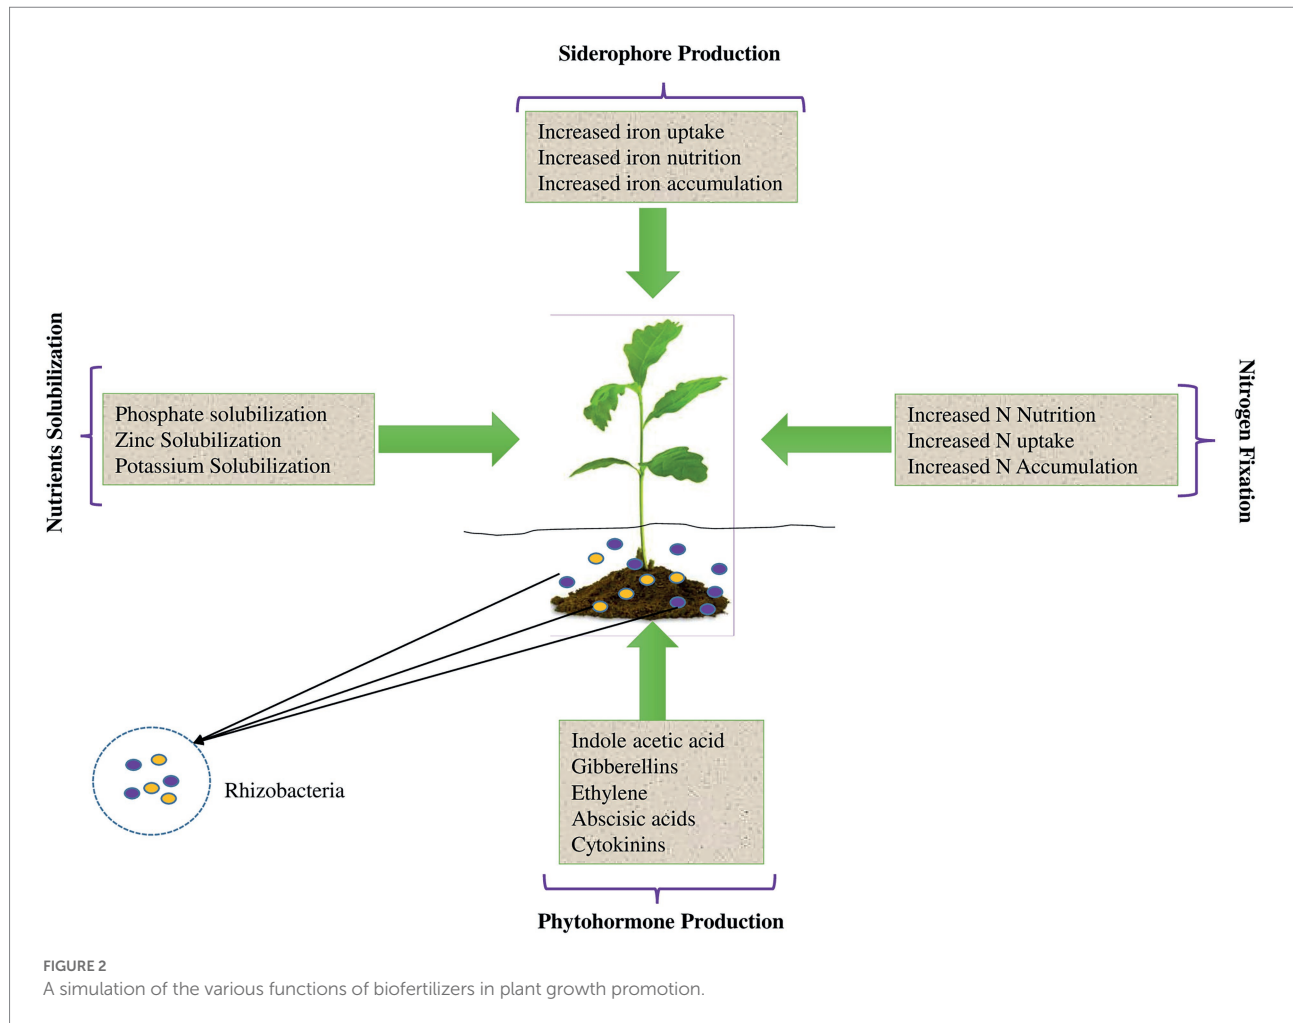 Siderophore Production
Increased iron uptake
Increased iron nutrition
Increased iron accumulation
Nutrients Solubilization
Phosphate solubilization
Zinc Solubilization
Potassium Solubilization
Increased N Nutrition
Increased N uptake
Increased N Accumulation
Nitrogen Fixation
Rhizobacteria
Indole acetic acid
Gibberellins
Ethylene
Abscisic acids
Cytokinins
Phytohormone Production
FIGURE 2
A simulation of the various functions of biofertilizers in plant growth promotion.